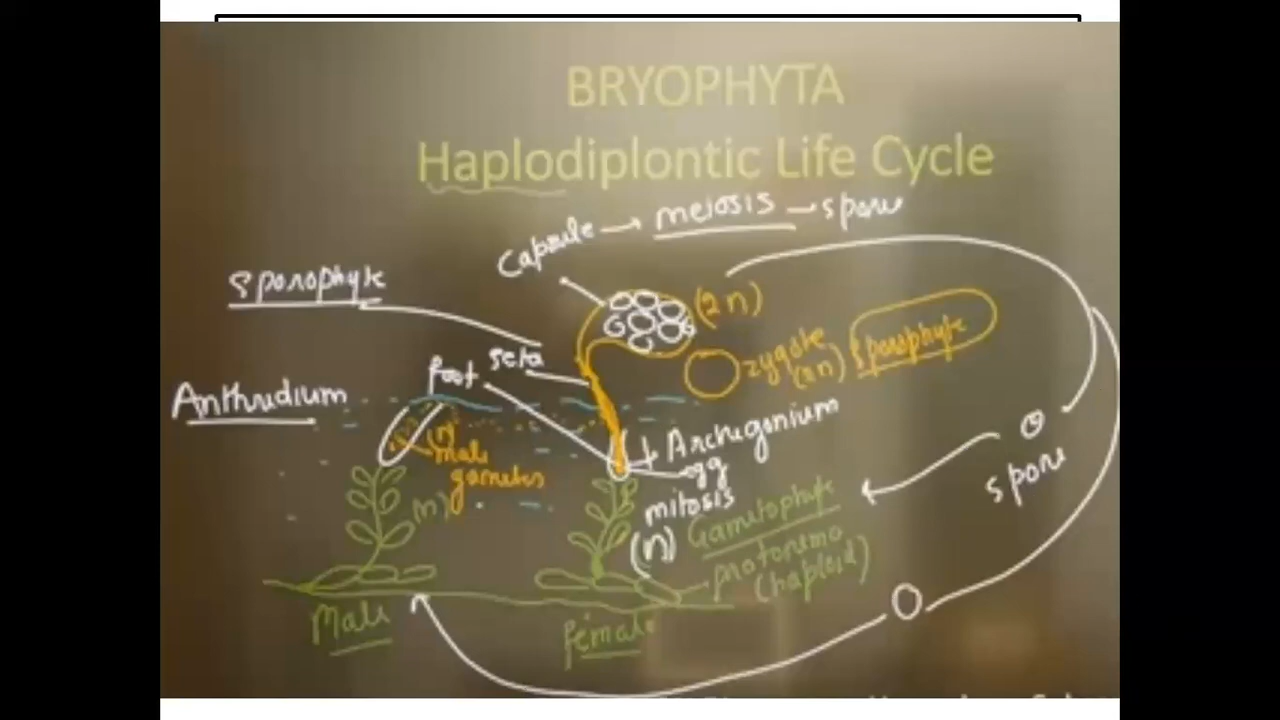 BRYOPHYTA
Haplodiplontic Life Cycle
Capsule → meiosis — spore
Sporophyte
(2n)
zygote
(2n)
Sporophyte
foot
seta
Anthridium
(n)
male
gametes
Archegonium
egg
mitosis
(n)
Gametophyte
protonema
(haploid)
spore
n)
Male
female